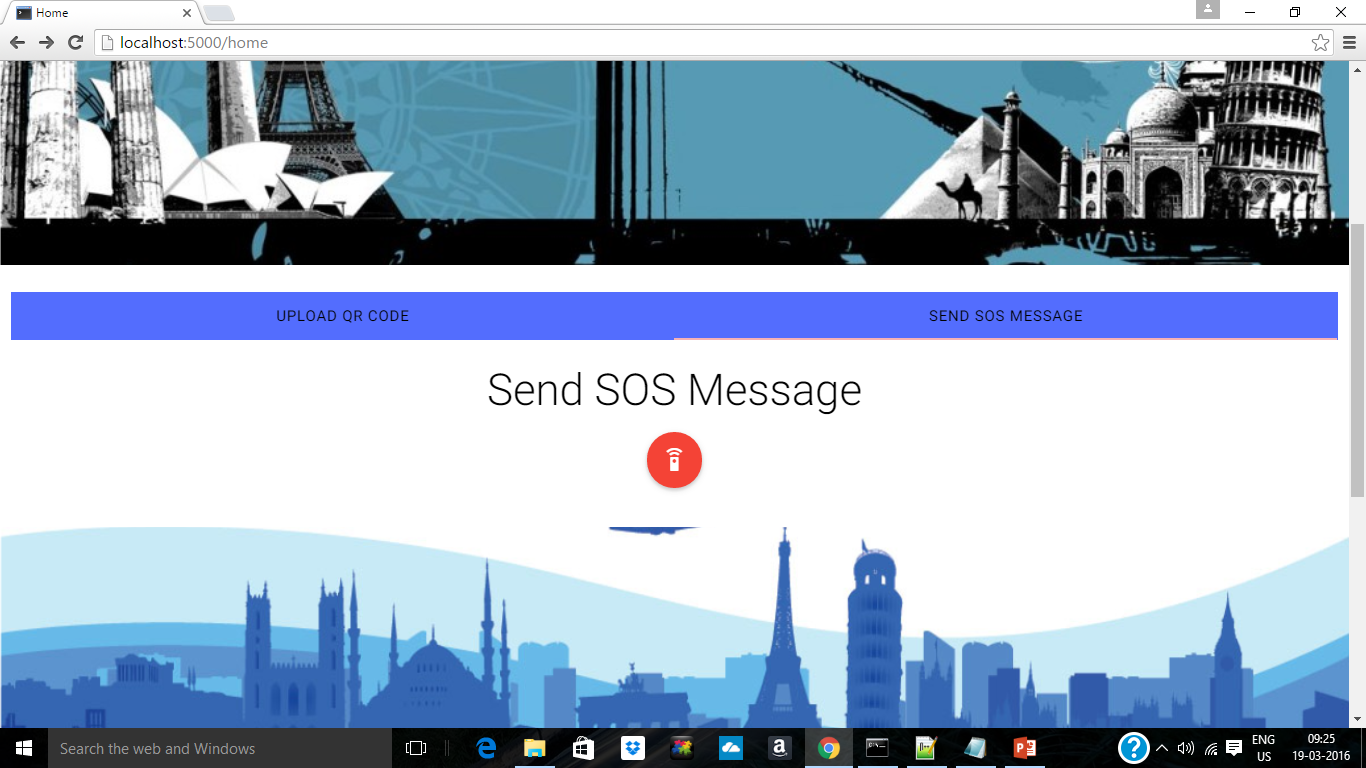 Home
localhost:5000/home
UPLOAD QR CODE
SEND SOS MESSAGE
Send SOS Message
Search the web and Windows
ENG
US
09:25
19-03-2016